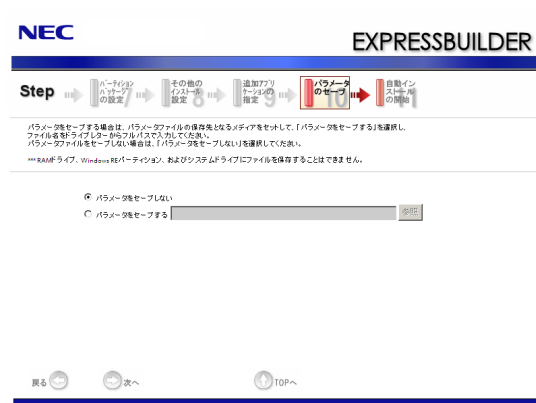 NEC
EXPRESSBUILDER
Step
パーティション
/パッケージ
の設定 7
その他の
インストール
設定 8
追加アプリ
ケーションの
指定 9
パラメータ
のセーブ 10
自動イン
ストール
の開始 11
パラメータをセーブする場合は、パラメータファイルの保存先となるメディアをセットして、「パラメータをセーブする」を選択し、
ファイル名をドライブレターからフルパスで入力してください。
パラメータファイルをセーブしない場合は、「パラメータをセーブしない」を選択してください。
***RAMドライブ、Windows REパーティション、およびシステムドライブにファイルを保存することはできません。
パラメータをセーブしない
パラメータをセーブする
参照
戻る
次へ
TOPへ